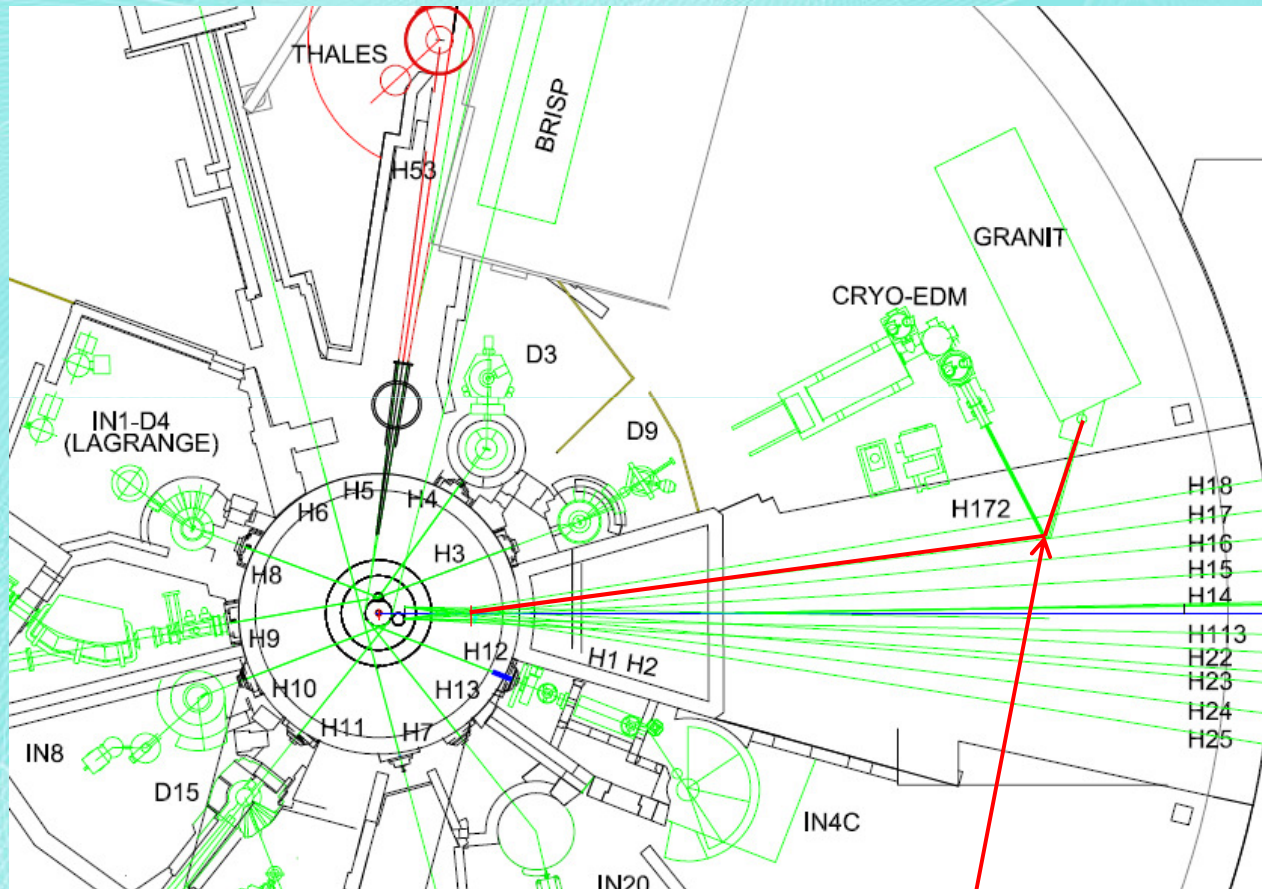 THALES
BRISP
H53
GRANIT
CRYO-EDM
D3
IN1-D4
(LAGRANGE)
D9
H5
H4
H6
H3
H8
H172
H18
H17
H16
H15
H14
H9
H12
H1 H2
H113
H22
H23
H24
H25
H10
H13
H11
H7
IN8
D15
IN4C
IN20